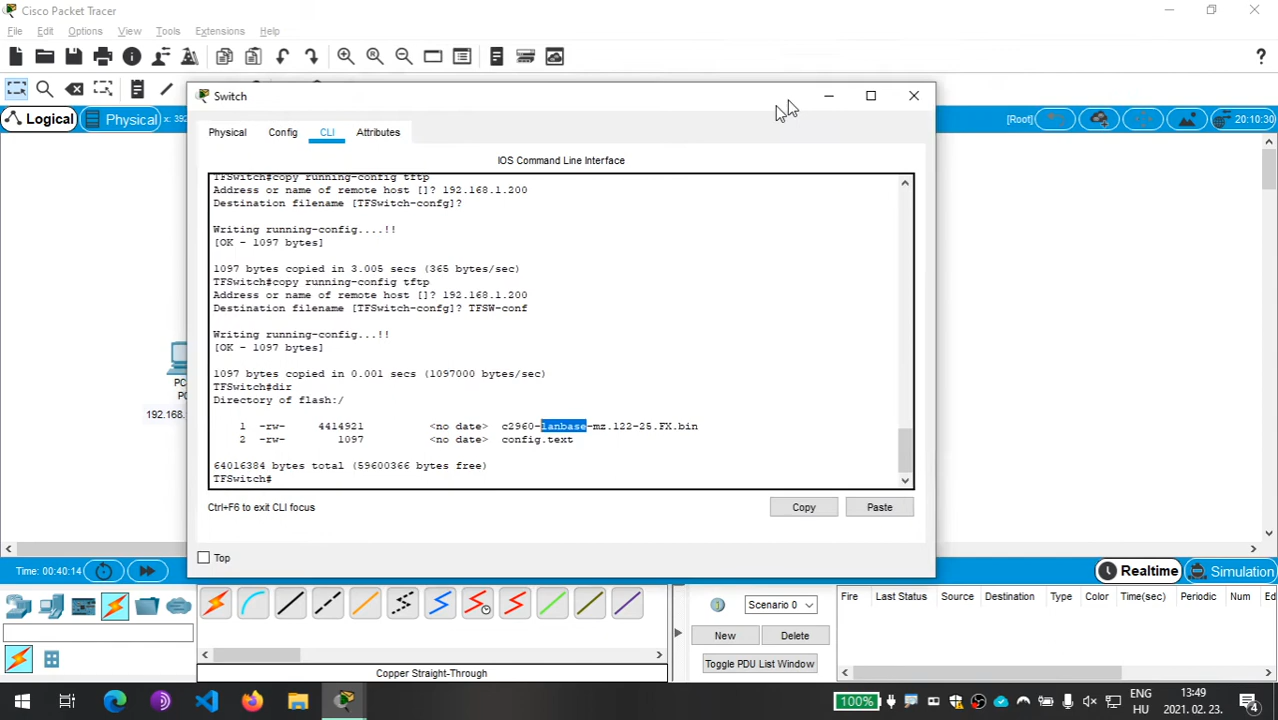 Cisco Packet Tracer
File Edit Options View Tools Extensions Help
?
Logical Physical x: 392 [Root] 20:10:30
Switch
Physical Config CLI Attributes
IOS Command Line Interface
TFSwitch#copy running-config tftp
Address or name of remote host []? 192.168.1.200
Destination filename [TFSwitch-confg]?
Writing running-config....!!
[OK - 1097 bytes]
1097 bytes copied in 3.005 secs (365 bytes/sec)
TFSwitch#copy running-config tftp
Address or name of remote host []? 192.168.1.200
Destination filename [TFSwitch-confg]? TFSW-conf
Writing running-config...!!
[OK - 1097 bytes]
1097 bytes copied in 0.001 secs (1097000 bytes/sec)
TFSwitch#dir
Directory of flash:/
1 -rw- 4414921 <no date> c2960-lanbase-mz.122-25.FX.bin
2 -rw- 1097 <no date> config.text
64016384 bytes total (59600366 bytes free)
TFSwitch#
PC
PC
192.168.
Ctrl+F6 to exit CLI focus
Copy Paste
Top
Time: 00:40:14 Realtime Simulation
Scenario 0
New Delete
Toggle PDU List Window
Fire Last Status Source Destination Type Color Time(sec) Periodic Num Ed
Copper Straight-Through
100% ENG 13:49
HU 2021. 02. 23. 4